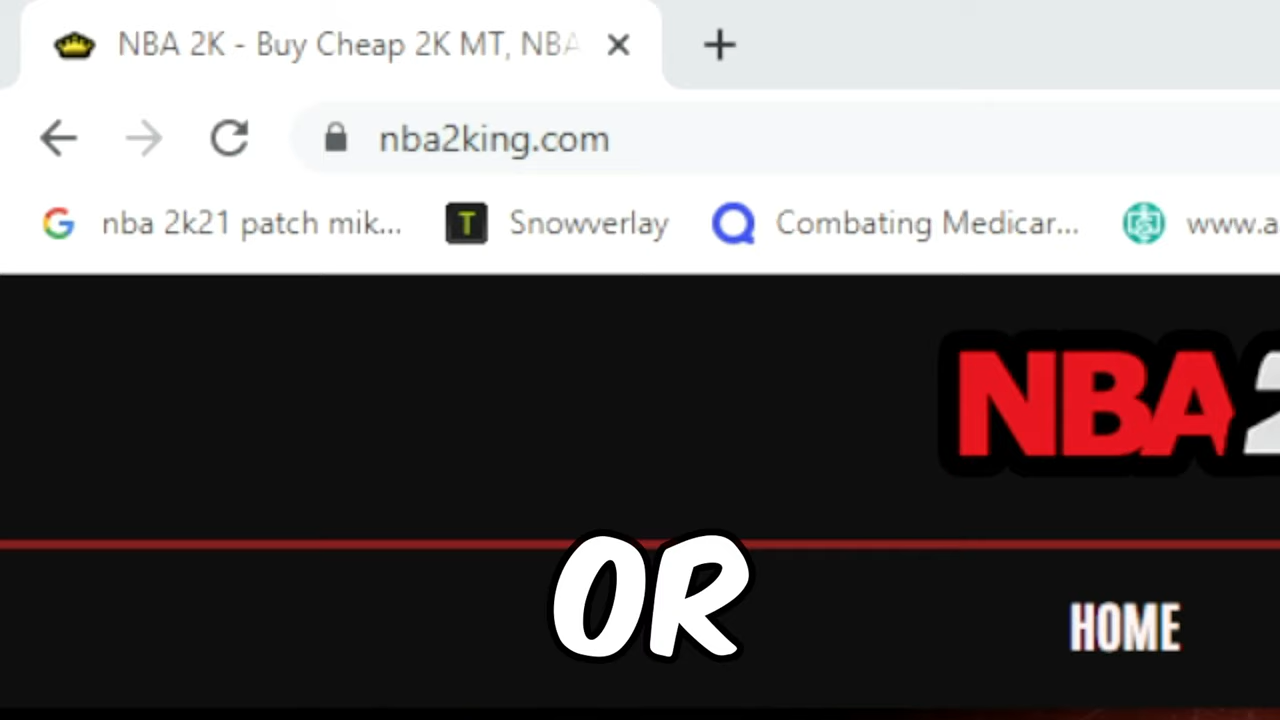 NBA 2K - Buy Cheap 2K MT, NBA
nba2king.com
nba 2k21 patch mik... Snowverlay Combating Medicar... www.a
NBA 2
OR
HOME